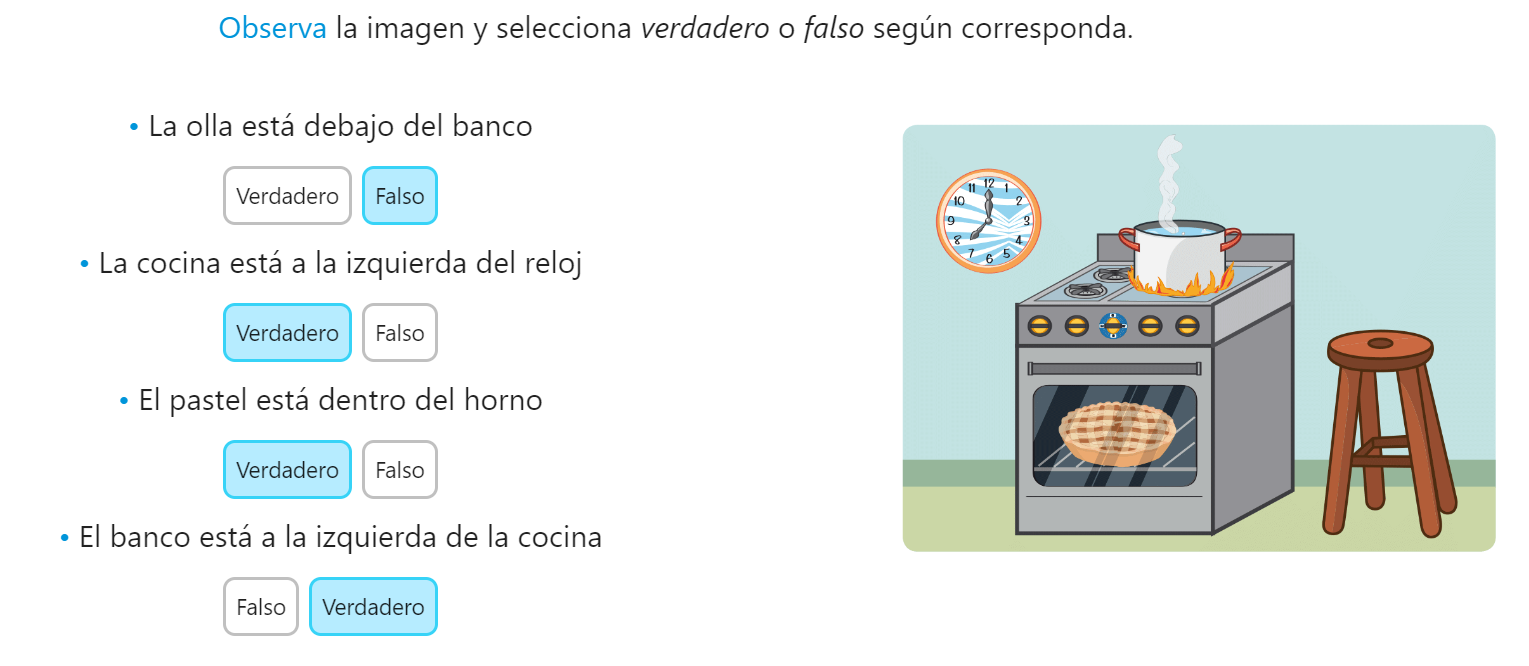 Observa la imagen y selecciona verdadero o falso según corresponda.
• La olla está debajo del banco
Verdadero Falso
• La cocina está a la izquierda del reloj
Verdadero Falso
• El pastel está dentro del horno
Verdadero Falso
• El banco está a la izquierda de la cocina
Falso Verdadero
12
11 1
10 2
9 3
8 4
7 5
6